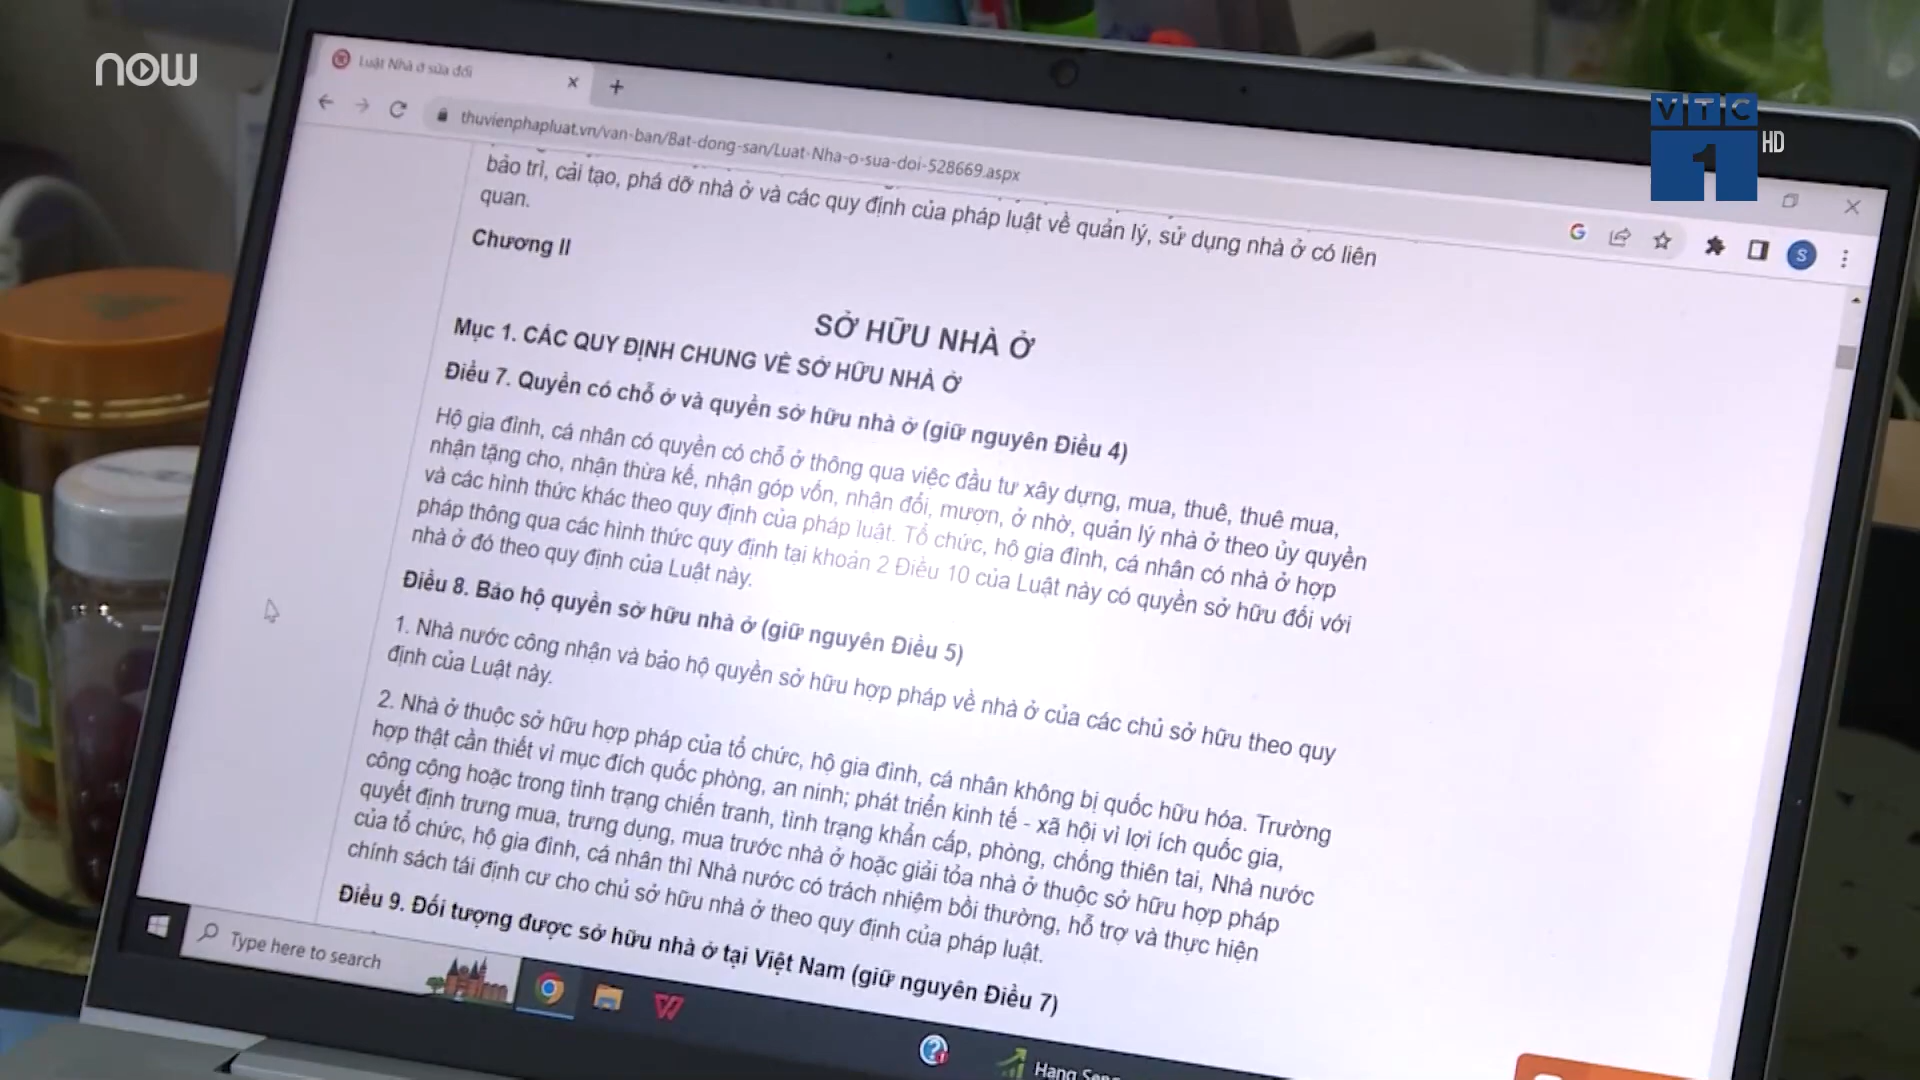 now
VTC
1
HD
Luật Nhà ở sửa đổi
thuvienphapluat.vn/van-ban/Bat-dong-san/Luat-Nha-o-sua-doi-528669.aspx
bảo trì, cải tạo, phá dỡ nhà ở và các quy định của pháp luật về quản lý, sử dụng nhà ở có liên
quan.
Chương II
SỞ HỮU NHÀ Ở
Mục 1. CÁC QUY ĐỊNH CHUNG VỀ SỞ HỮU NHÀ Ở
Điều 7. Quyền có chỗ ở và quyền sở hữu nhà ở (giữ nguyên Điều 4)
Hộ gia đình, cá nhân có quyền có chỗ ở thông qua việc đầu tư xây dựng, mua, thuê, thuê mua,
nhận tặng cho, nhận thừa kế, nhận góp vốn, nhận đổi, mượn, ở nhờ, quản lý nhà ở theo ủy quyền
và các hình thức khác theo quy định của pháp luật. Tổ chức, hộ gia đình, cá nhân có nhà ở hợp
pháp thông qua các hình thức quy định tại khoản 2 Điều 10 của Luật này có quyền sở hữu đối với
nhà ở đó theo quy định của Luật này.
Điều 8. Bảo hộ quyền sở hữu nhà ở (giữ nguyên Điều 5)
1. Nhà nước công nhận và bảo hộ quyền sở hữu hợp pháp về nhà ở của các chủ sở hữu theo quy
định của Luật này.
2. Nhà ở thuộc sở hữu hợp pháp của tổ chức, hộ gia đình, cá nhân không bị quốc hữu hóa. Trường
hợp thật cần thiết vì mục đích quốc phòng, an ninh; phát triển kinh tế - xã hội vì lợi ích quốc gia,
công cộng hoặc trong tình trạng chiến tranh, tình trạng khẩn cấp, phòng, chống thiên tai, Nhà nước
quyết định trưng mua, trưng dụng, mua trước nhà ở hoặc giải tỏa nhà ở thuộc sở hữu hợp pháp
của tổ chức, hộ gia đình, cá nhân thì Nhà nước có trách nhiệm bồi thường, hỗ trợ và thực hiện
chính sách tái định cư cho chủ sở hữu nhà ở theo quy định của pháp luật.
Điều 9. Đối tượng được sở hữu nhà ở tại Việt Nam (giữ nguyên Điều 7)
Type here to search
Hang